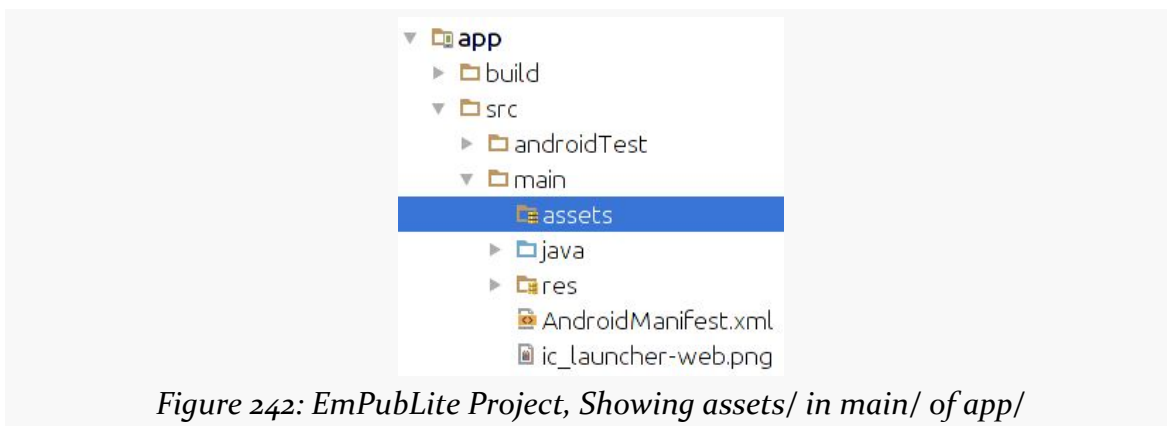 app
build
src
androidTest
main
assets
java
res
AndroidManifest.xml
ic_launcher-web.png
Figure 242: EmPubLite Project, Showing assets/ in main/ of app/